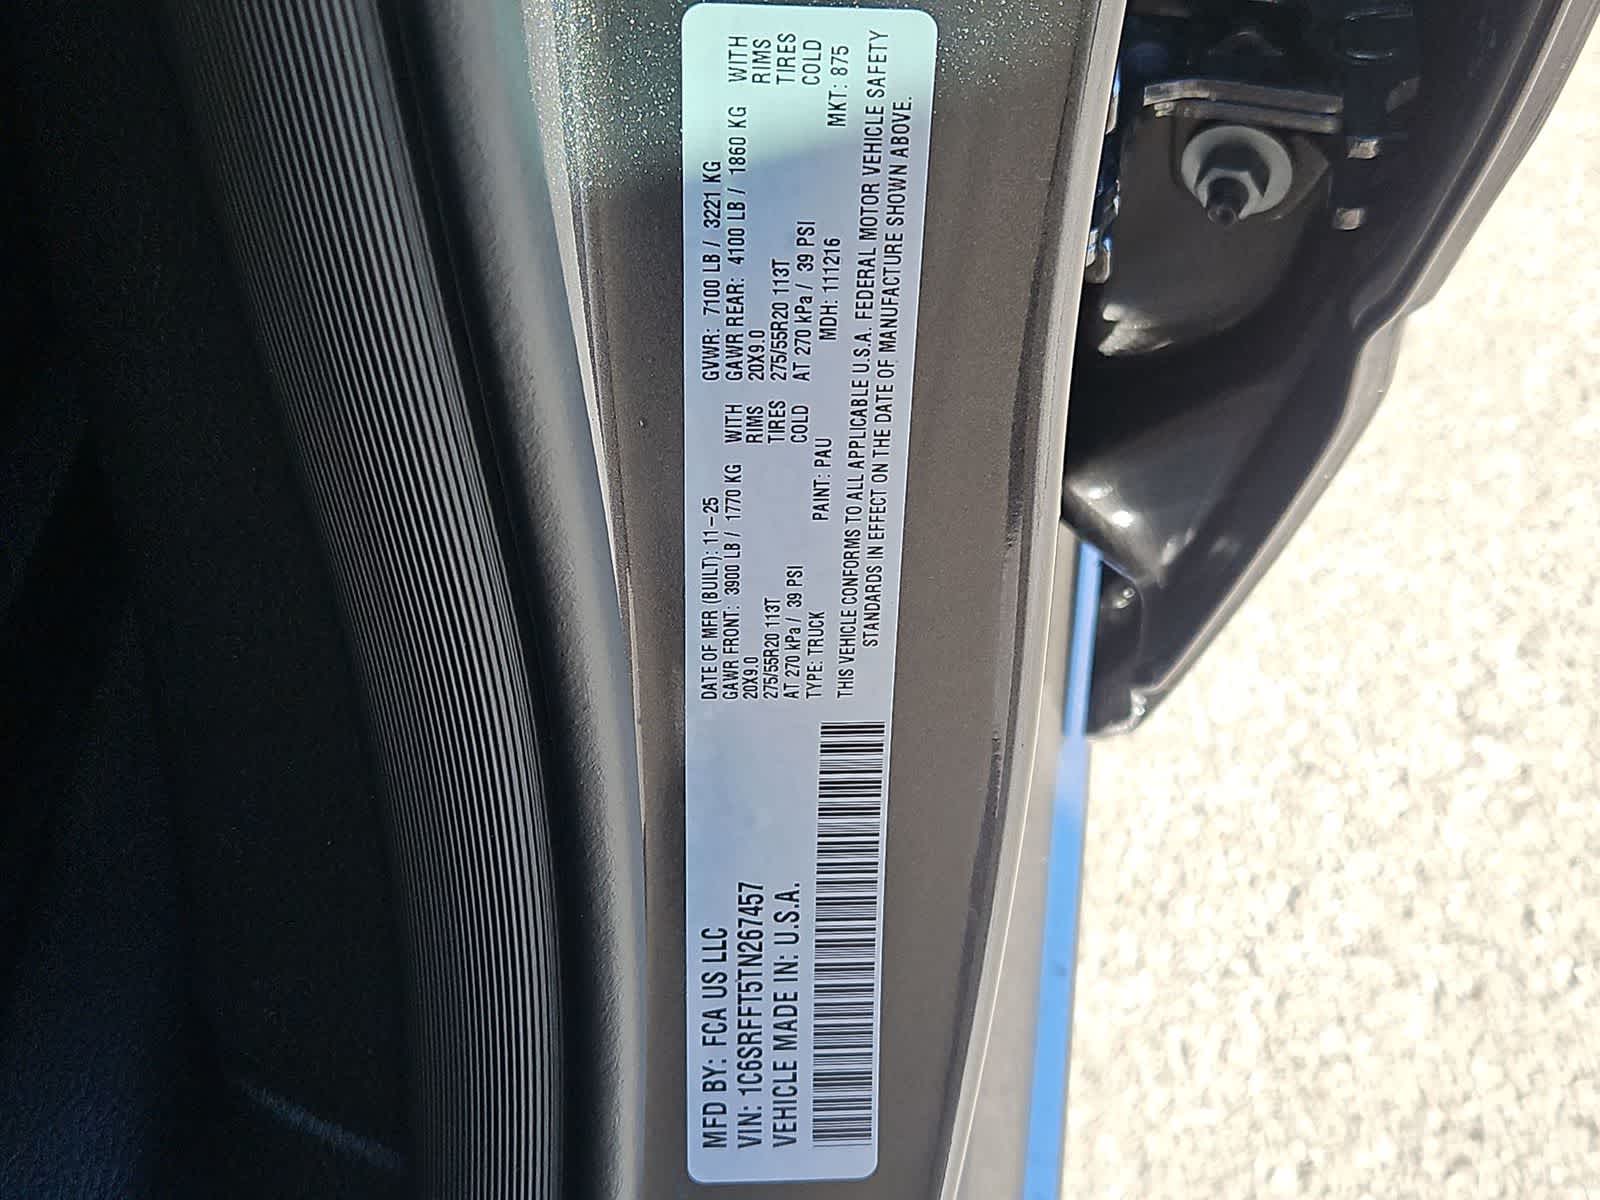 MFD BY: FCA US LLC
VIN: 1C6SRFFT5TN267457
VEHICLE MADE IN: U.S.A.
DATE OF MFR (BUILT): 11-25
GAWR FRONT: 3900 LB / 1770 KG WITH
20X9.0 RIMS
275/55R20 113T TIRES
AT 270 kPa / 39 PSI COLD
TYPE: TRUCK PAINT: PAU
GVWR: 7100 LB / 3221 KG
GAWR REAR: 4100 LB / 1860 KG WITH
20X9.0 RIMS
275/55R20 113T TIRES
AT 270 kPa / 39 PSI COLD
MDH: 111216 MKT: 875
THIS VEHICLE CONFORMS TO ALL APPLICABLE U.S.A. FEDERAL MOTOR VEHICLE SAFETY
STANDARDS IN EFFECT ON THE DATE OF MANUFACTURE SHOWN ABOVE.